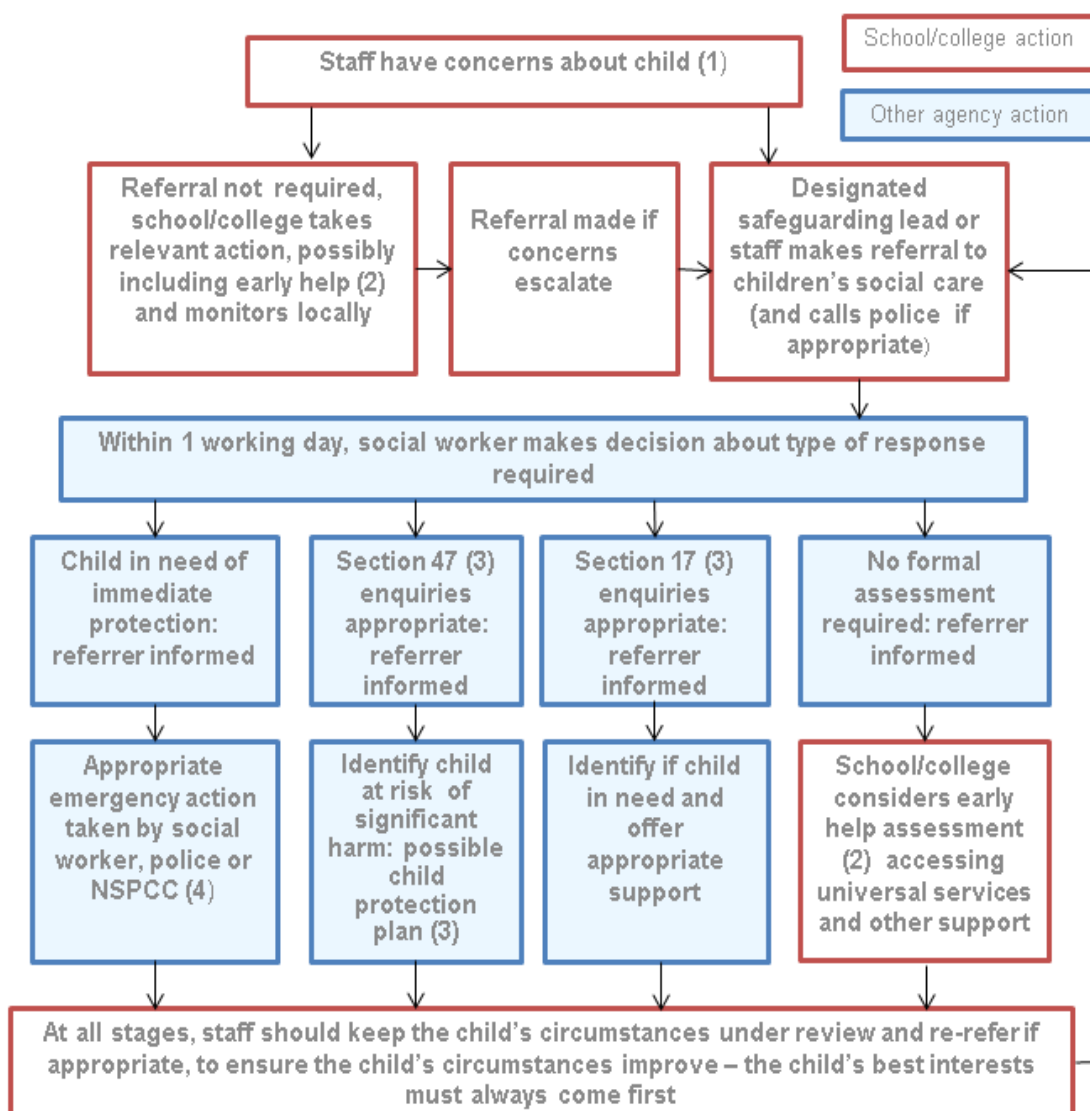 School/college action
Staff have concerns about child (1)
Other agency action
Referral not required,
school/college takes
relevant action, possibly
including early help (2)
and monitors locally
Referral made if
concerns
escalate
Designated
safeguarding lead or
staff makes referral to
children’s social care
(and calls police if
appropriate)
Within 1 working day, social worker makes decision about type of response
required
Child in need of
immediate
protection:
referrer informed
Section 47 (3)
enquiries
appropriate:
referrer
informed
Section 17 (3)
enquiries
appropriate:
referrer
informed
No formal
assessment
required: referrer
informed
Appropriate
emergency action
taken by social
worker, police or
NSPCC (4)
Identify child
at risk of
significant
harm: possible
child
protection
plan (3)
Identify if child
in need and
offer
appropriate
support
School/college
considers early
help assessment
(2) accessing
universal services
and other support
At all stages, staff should keep the child’s circumstances under review and re-refer if
appropriate, to ensure the child’s circumstances improve – the child’s best interests
must always come first